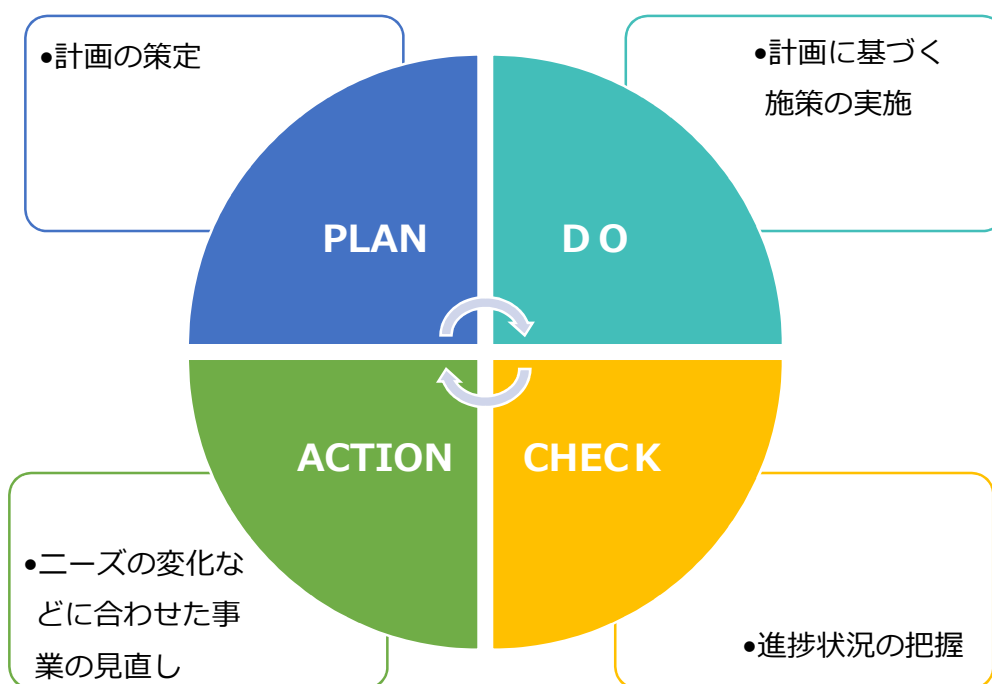 •計画の策定
•計画に基づく
施策の実施
PLAN
DO
ACTION
CHECK
•ニーズの変化な
どに合わせた事
業の見直し
•進捗状況の把握